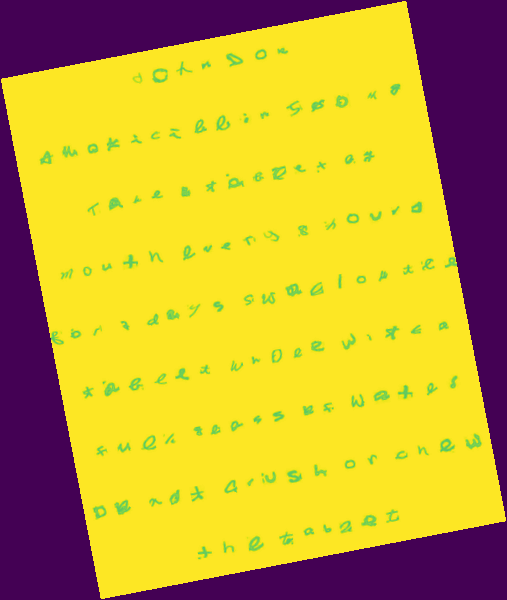 John Doe
Amoxicillin 500 mg
Take 1 tablet by
mouth every 8 hours
for 7 days swallow the
tablet whole with a
full glass of water
Do not crush or chew
the tablet